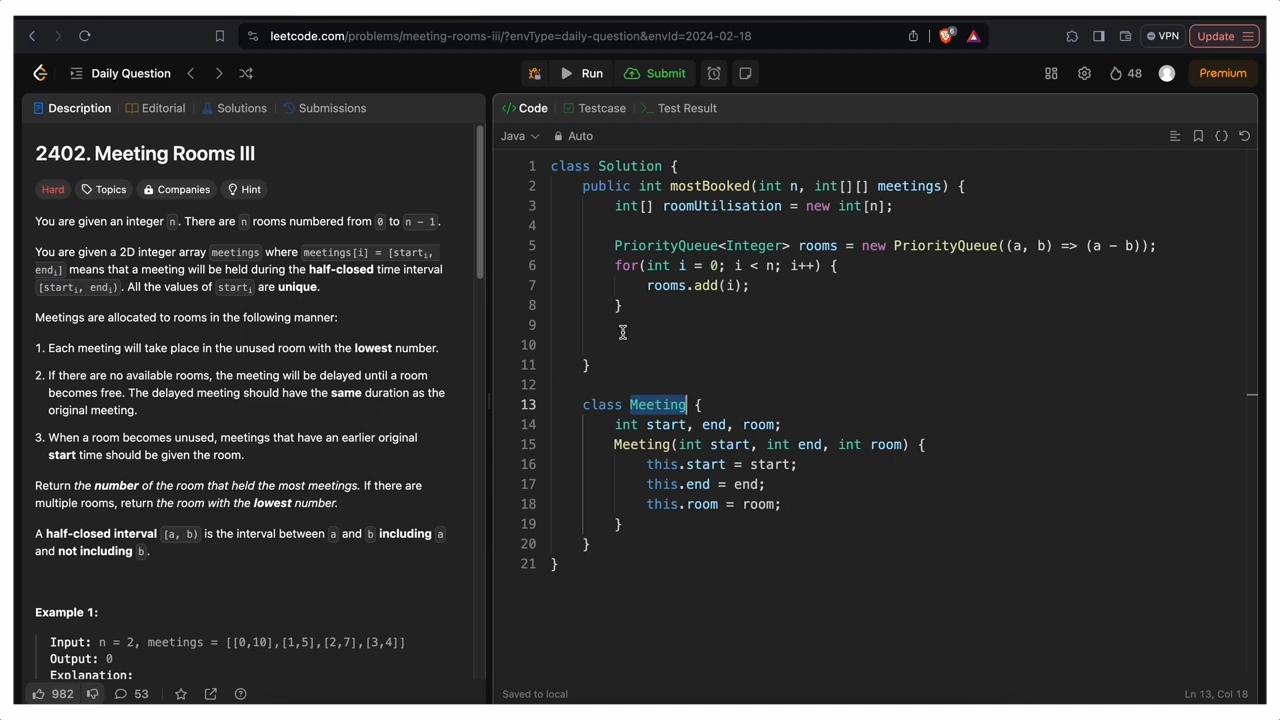 leetcode.com/problems/meeting-rooms-iii/?envType=daily-question&envId=2024-02-18
6
VPN
Update
Daily Question
Run
Submit
48
Premium
Description
Editorial
Solutions
Submissions
</> Code
Testcase
>_ Test Result
2402. Meeting Rooms III
Hard
Topics
Companies
Hint
You are given an integer n. There are n rooms numbered from 0 to n - 1.
You are given a 2D integer array meetings where meetings[i] = [starti,
endi] means that a meeting will be held during the half-closed time interval
[starti, endi). All the values of starti are unique.
Meetings are allocated to rooms in the following manner:
1. Each meeting will take place in the unused room with the lowest number.
2. If there are no available rooms, the meeting will be delayed until a room
becomes free. The delayed meeting should have the same duration as the
original meeting.
3. When a room becomes unused, meetings that have an earlier original
start time should be given the room.
Return the number of the room that held the most meetings. If there are
multiple rooms, return the room with the lowest number.
A half-closed interval [a, b) is the interval between a and b including a
and not including b.
Example 1:
Input: n = 2, meetings = [[0,10],[1,5],[2,7],[3,4]]
Output: 0
Explanation:
982
53
Java
Auto
1 class Solution {
2 public int mostBooked(int n, int[][] meetings) {
3 int[] roomUtilisation = new int[n];
4
5 PriorityQueue<Integer> rooms = new PriorityQueue((a, b) => (a - b));
6 for(int i = 0; i < n; i++) {
7 rooms.add(i);
8 }
9
10
11 }
12
13 class Meeting {
14 int start, end, room;
15 Meeting(int start, int end, int room) {
16 this.start = start;
17 this.end = end;
18 this.room = room;
19 }
20 }
21 }
Saved to local
Ln 13, Col 18